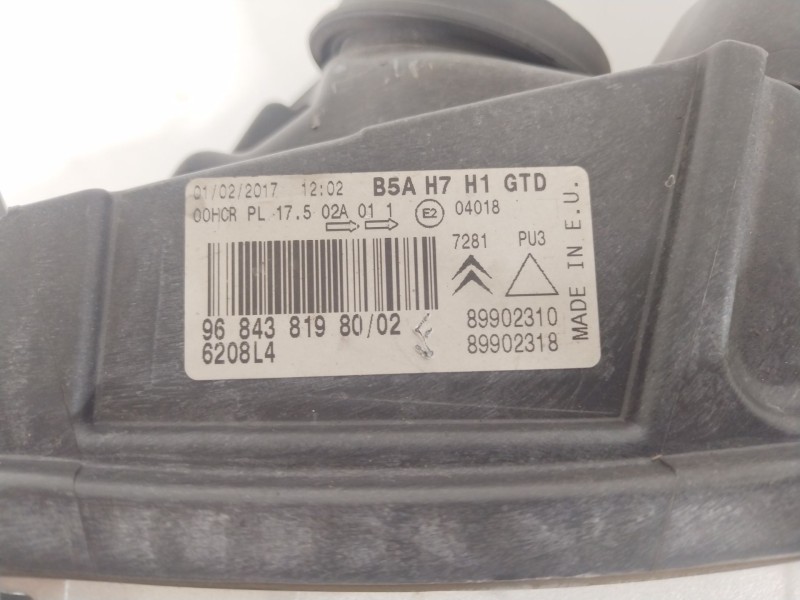 01/02/2017 12:02 B5A H7 H1 GTD
00HCR PL 17.5 02A 01 1 E2 04018
7281 PU3
96 843 819 80/02 89902310
6208L4 89902318
MADE IN E.U.